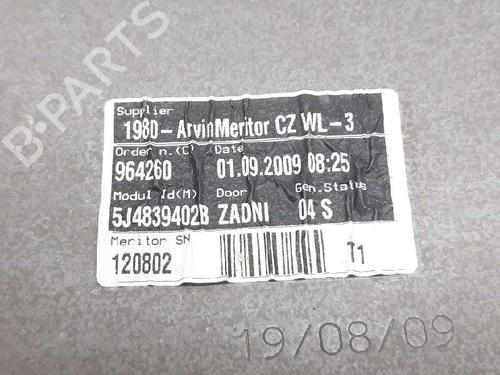 Supplier
1980-ArvinMeritor CZ WL-3
Order n.(C) Date
964260 01.09.2009 08:25
Modul Id(M) Door Gen.Status
5J4839402B ZADNI 04 S
Meritor SN
120802 T1
19/08/09
B-PARTS